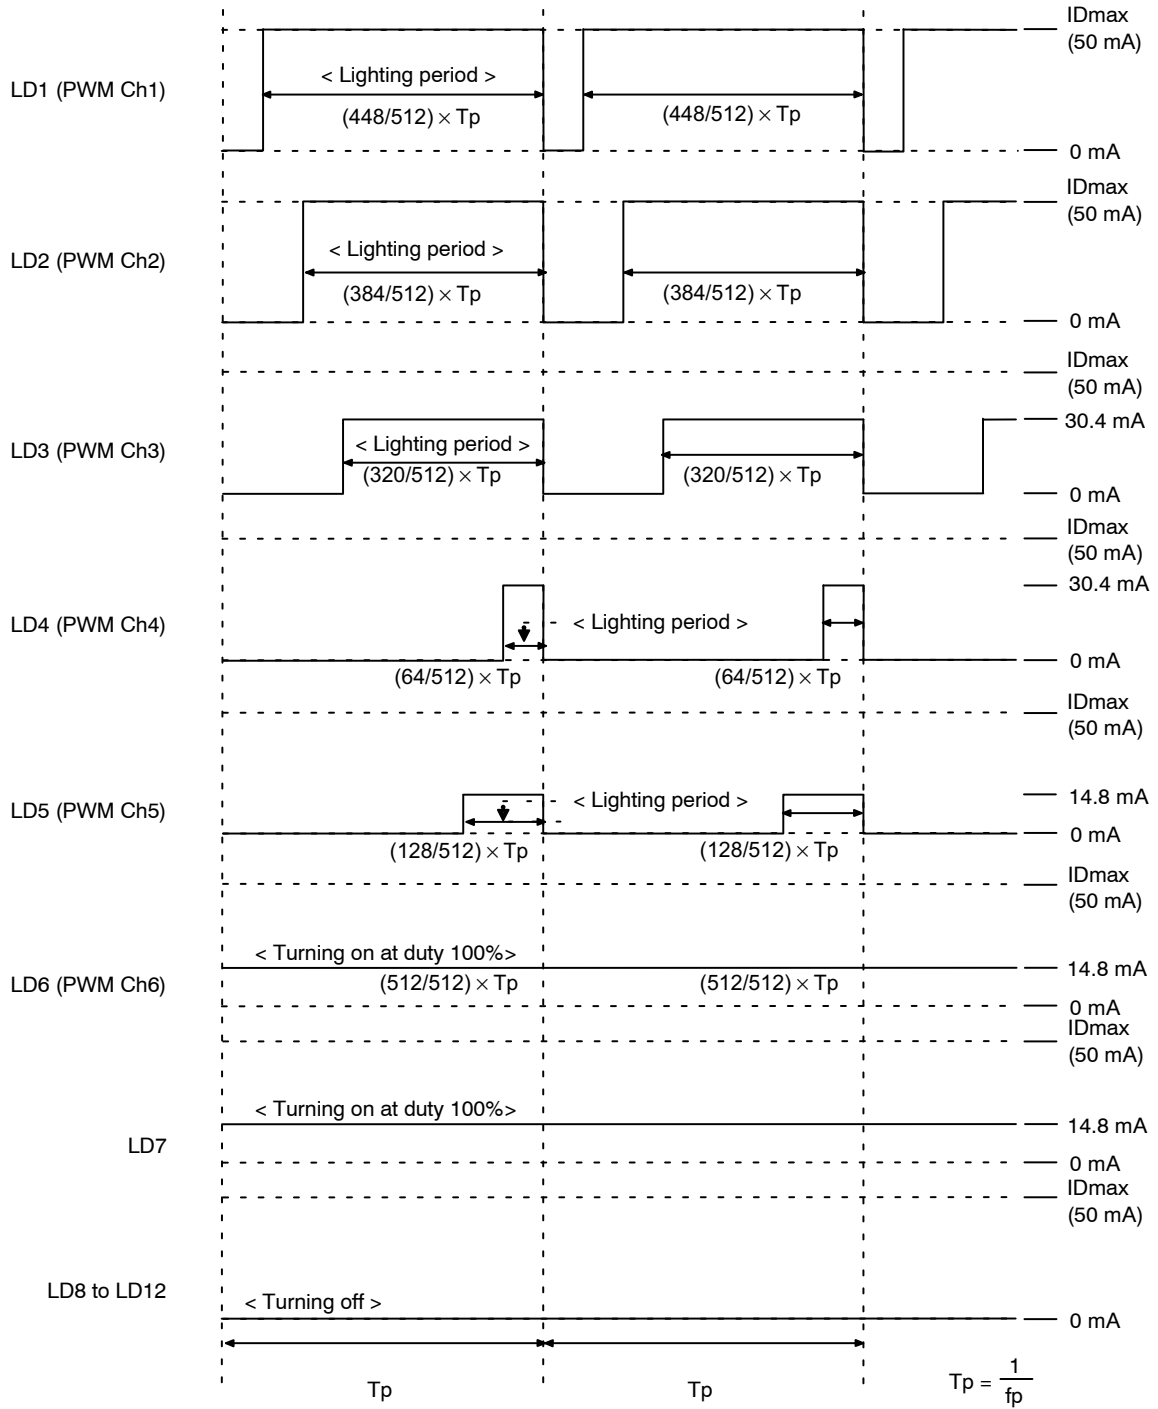 IDmax
(50 mA)
LD1 (PWM Ch1)
< Lighting period >
(448/512) × Tp
(448/512) × Tp
0 mA
IDmax
(50 mA)
LD2 (PWM Ch2)
< Lighting period >
(384/512) × Tp
(384/512) × Tp
0 mA
IDmax
(50 mA)
30.4 mA
LD3 (PWM Ch3)
< Lighting period >
(320/512) × Tp
(320/512) × Tp
0 mA
IDmax
(50 mA)
30.4 mA
LD4 (PWM Ch4)
< Lighting period >
0 mA
(64/512) × Tp
(64/512) × Tp
IDmax
(50 mA)
14.8 mA
LD5 (PWM Ch5)
< Lighting period >
0 mA
(128/512) × Tp
(128/512) × Tp
IDmax
(50 mA)
< Turning on at duty 100%>
14.8 mA
LD6 (PWM Ch6)
(512/512) × Tp
(512/512) × Tp
0 mA
IDmax
(50 mA)
< Turning on at duty 100%>
14.8 mA
LD7
0 mA
IDmax
(50 mA)
LD8 to LD12
< Turning off >
0 mA
Tp
Tp
Tp = 1
fp